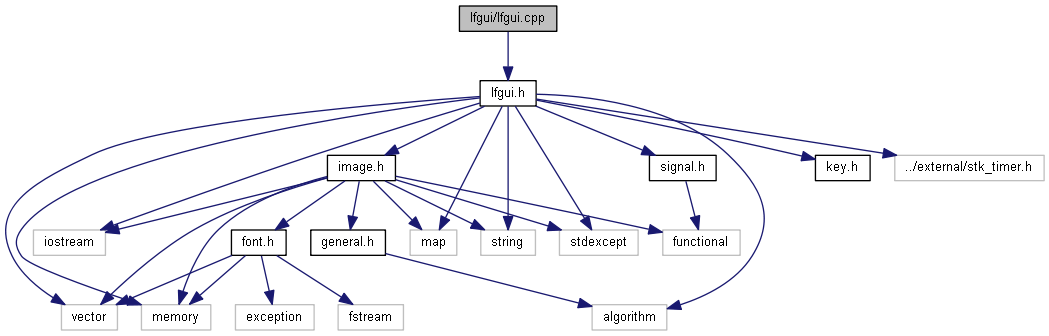 lfgui/lfgui.cpp
lfgui.h
image.h
signal.h
key.h
../external/stk_timer.h
iostream
font.h
general.h
map
string
stdexcept
functional
vector
memory
exception
fstream
algorithm